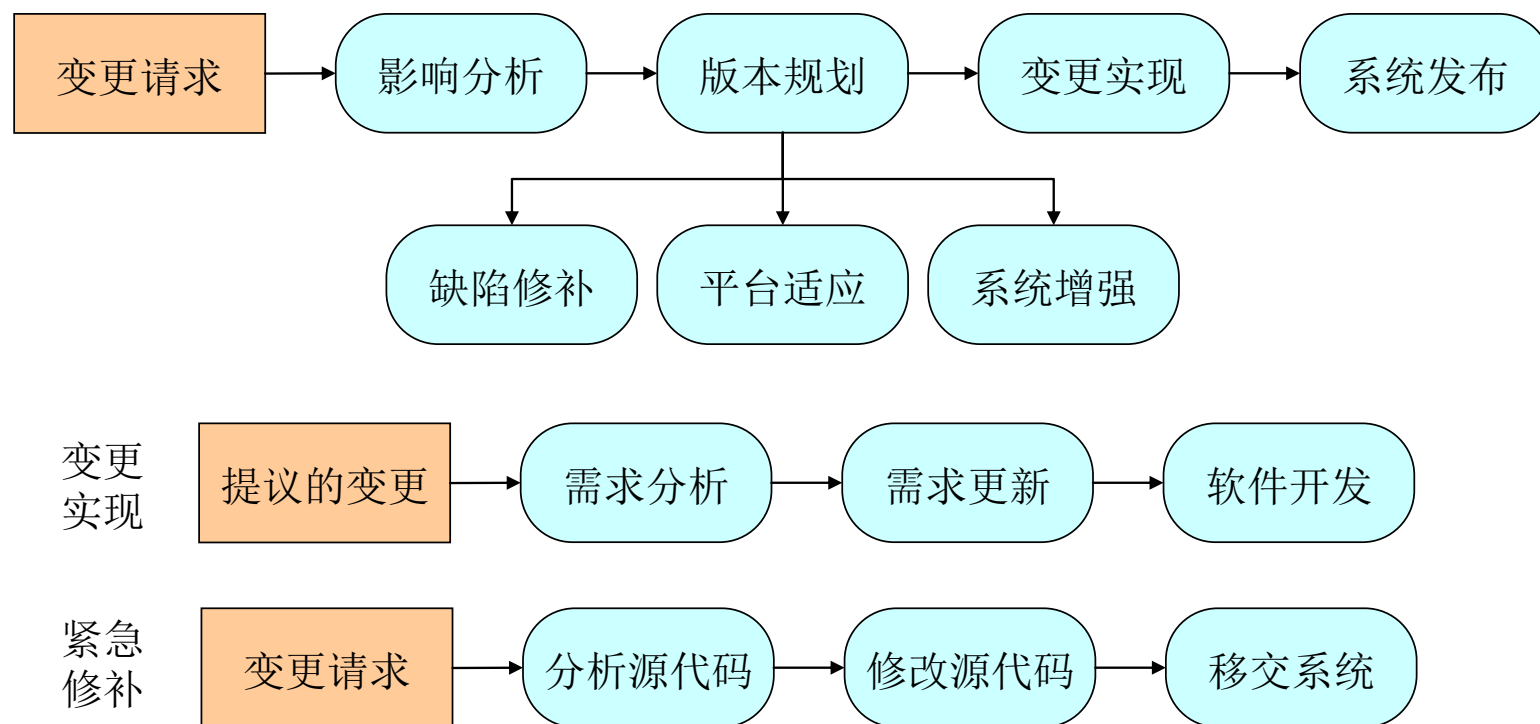 变更请求
影响分析
版本规划
变更实现
系统发布
缺陷修补
平台适应
系统增强
变更
实现
提议的变更
需求分析
需求更新
软件开发
紧急
修补
变更请求
分析源代码
修改源代码
移交系统